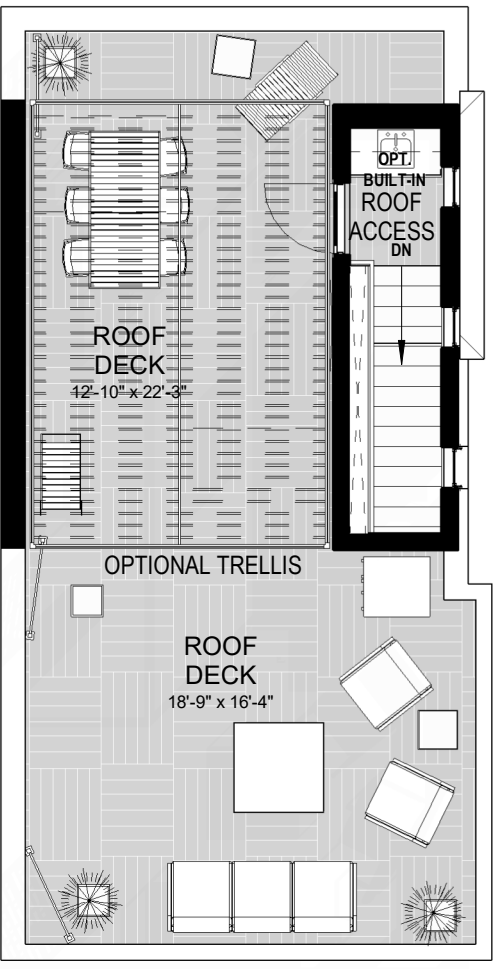 OPT.
BUILT-IN
ROOF
ACCESS
DN
ROOF
DECK
12'-10" x 22'-3"
OPTIONAL TRELLIS
ROOF
DECK
18'-9" x 16'-4"